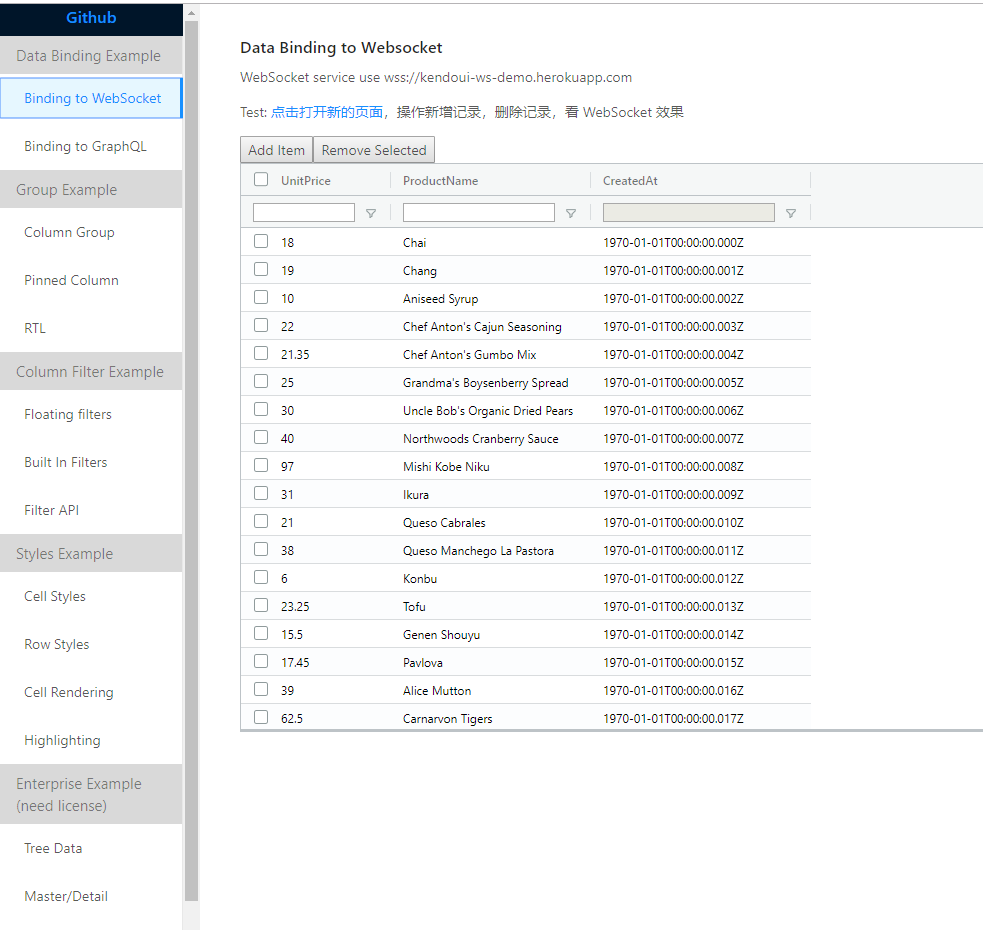 Github
Data Binding Example
Binding to WebSocket
Binding to GraphQL
Group Example
Column Group
Pinned Column
RTL
Column Filter Example
Floating filters
Built In Filters
Filter API
Styles Example
Cell Styles
Row Styles
Cell Rendering
Highlighting
Enterprise Example
(need license)
Tree Data
Master/Detail
Data Binding to Websocket
WebSocket service use wss://kendoui-ws-demo.herokuapp.com
Test: 点击打开新的页面，操作新增记录，删除记录，看 WebSocket 效果
Add Item Remove Selected
UnitPrice ProductName CreatedAt
18 Chai 1970-01-01T00:00:00.000Z
19 Chang 1970-01-01T00:00:00.001Z
10 Aniseed Syrup 1970-01-01T00:00:00.002Z
22 Chef Anton's Cajun Seasoning 1970-01-01T00:00:00.003Z
21.35 Chef Anton's Gumbo Mix 1970-01-01T00:00:00.004Z
25 Grandma's Boysenberry Spread 1970-01-01T00:00:00.005Z
30 Uncle Bob's Organic Dried Pears 1970-01-01T00:00:00.006Z
40 Northwoods Cranberry Sauce 1970-01-01T00:00:00.007Z
97 Mishi Kobe Niku 1970-01-01T00:00:00.008Z
31 Ikura 1970-01-01T00:00:00.009Z
21 Queso Cabrales 1970-01-01T00:00:00.010Z
38 Queso Manchego La Pastora 1970-01-01T00:00:00.011Z
6 Konbu 1970-01-01T00:00:00.012Z
23.25 Tofu 1970-01-01T00:00:00.013Z
15.5 Genen Shouyu 1970-01-01T00:00:00.014Z
17.45 Pavlova 1970-01-01T00:00:00.015Z
39 Alice Mutton 1970-01-01T00:00:00.016Z
62.5 Carnarvon Tigers 1970-01-01T00:00:00.017Z